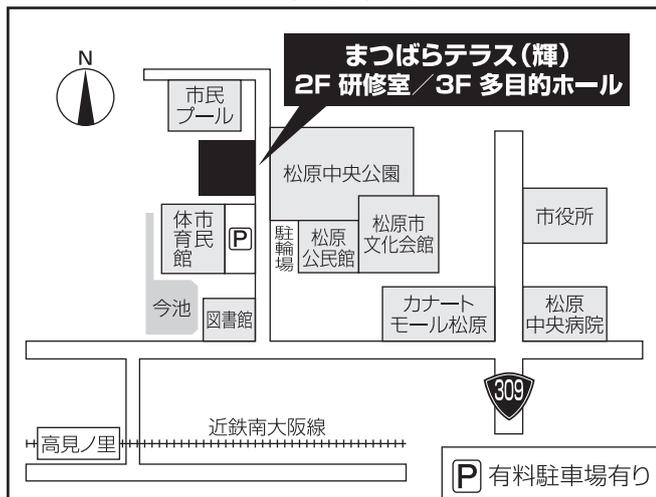 N
まつばらテラス(輝)
2F 研修室／3F 多目的ホール
市民
プール
松原中央公園
体育館
市民
P
駐輪場
松原
公民館
松原市
文化会館
市役所
今池
図書館
カナート
モール松原
松原
中央病院
309
近鉄南大阪線
高見ノ里
P 有料駐車場有り